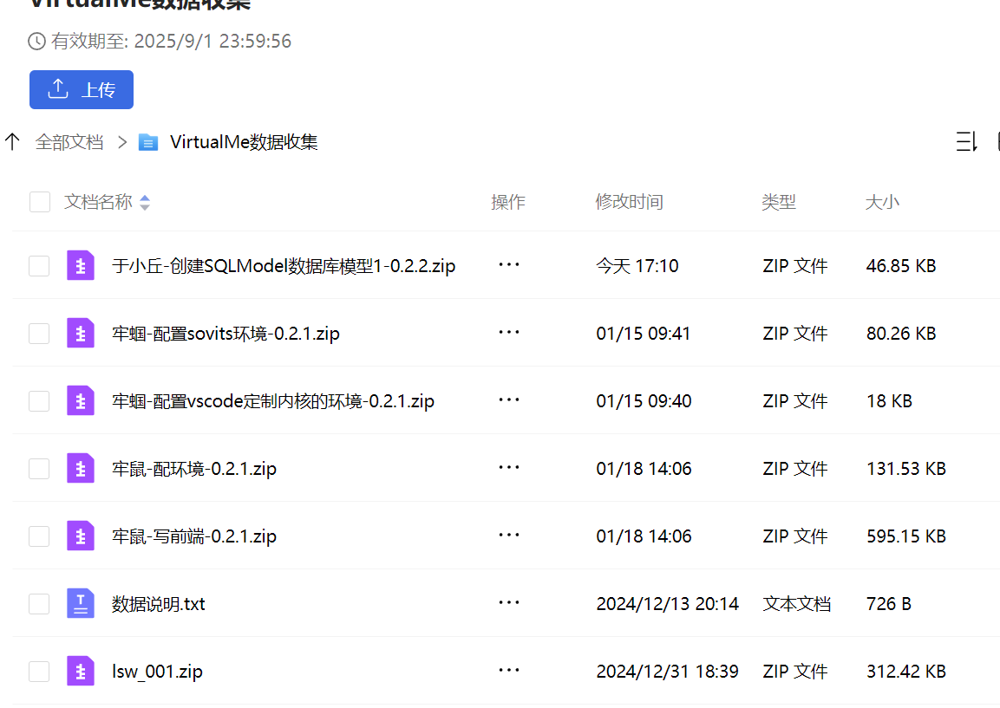 VirtualMe数据收集
有效期至: 2025/9/1 23:59:56
上传
全部文档 VirtualMe数据收集
文档名称 操作 修改时间 类型 大小
于小丘-创建SQLModel数据库模型1-0.2.2.zip ··· 今天 17:10 ZIP 文件 46.85 KB
牢蝈-配置sovits环境-0.2.1.zip ··· 01/15 09:41 ZIP 文件 80.26 KB
牢蝈-配置vscode定制内核的环境-0.2.1.zip ··· 01/15 09:40 ZIP 文件 18 KB
牢鼠-配环境-0.2.1.zip ··· 01/18 14:06 ZIP 文件 131.53 KB
牢鼠-写前端-0.2.1.zip ··· 01/18 14:06 ZIP 文件 595.15 KB
数据说明.txt ··· 2024/12/13 20:14 文本文档 726 B
lsw_001.zip ··· 2024/12/31 18:39 ZIP 文件 312.42 KB